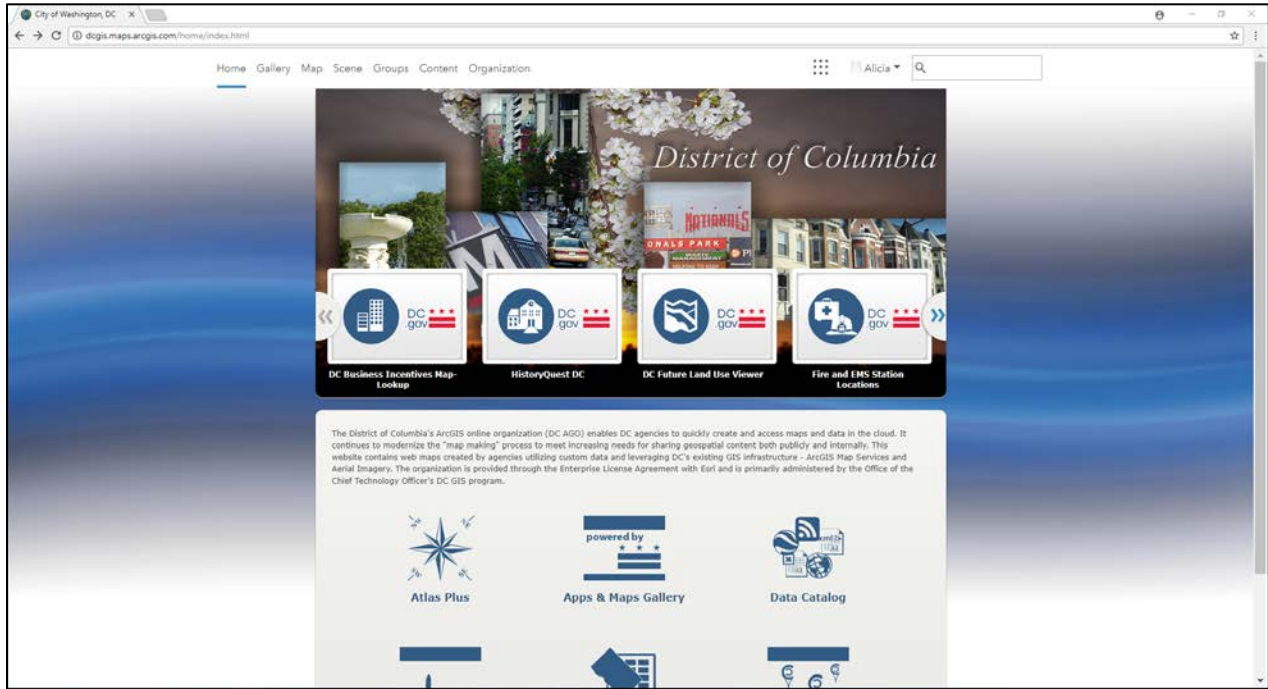 City of Washington, DC
dcgis.maps.arcgis.com/home/index.html
Home Gallery Map Scene Groups Content Organization
Alicia
District of Columbia
NATIONALS
ONALS PARK
WASTE
MANAGEMENT
M
DC
.gov
DC
.gov
DC
.gov
DC
.gov
DC Business Incentives Map-
Lookup
HistoryQuest DC
DC Future Land Use Viewer
Fire and EMS Station
Locations
The District of Columbia's ArcGIS online organization (DC AGO) enables DC agencies to quickly create and access maps and data in the cloud. It
continues to modernize the "map making" process to meet increasing needs for sharing geospatial content both publicly and internally. This
website contains web maps created by agencies utilizing custom data and leveraging DC's existing GIS infrastructure - ArcGIS Map Services and
Aerial Imagery. The organization is provided through the Enterprise License Agreement with Esri and is primarily administered by the Office of the
Chief Technology Officer's DC GIS program.
powered by
Atlas Plus
Apps & Maps Gallery
Data Catalog